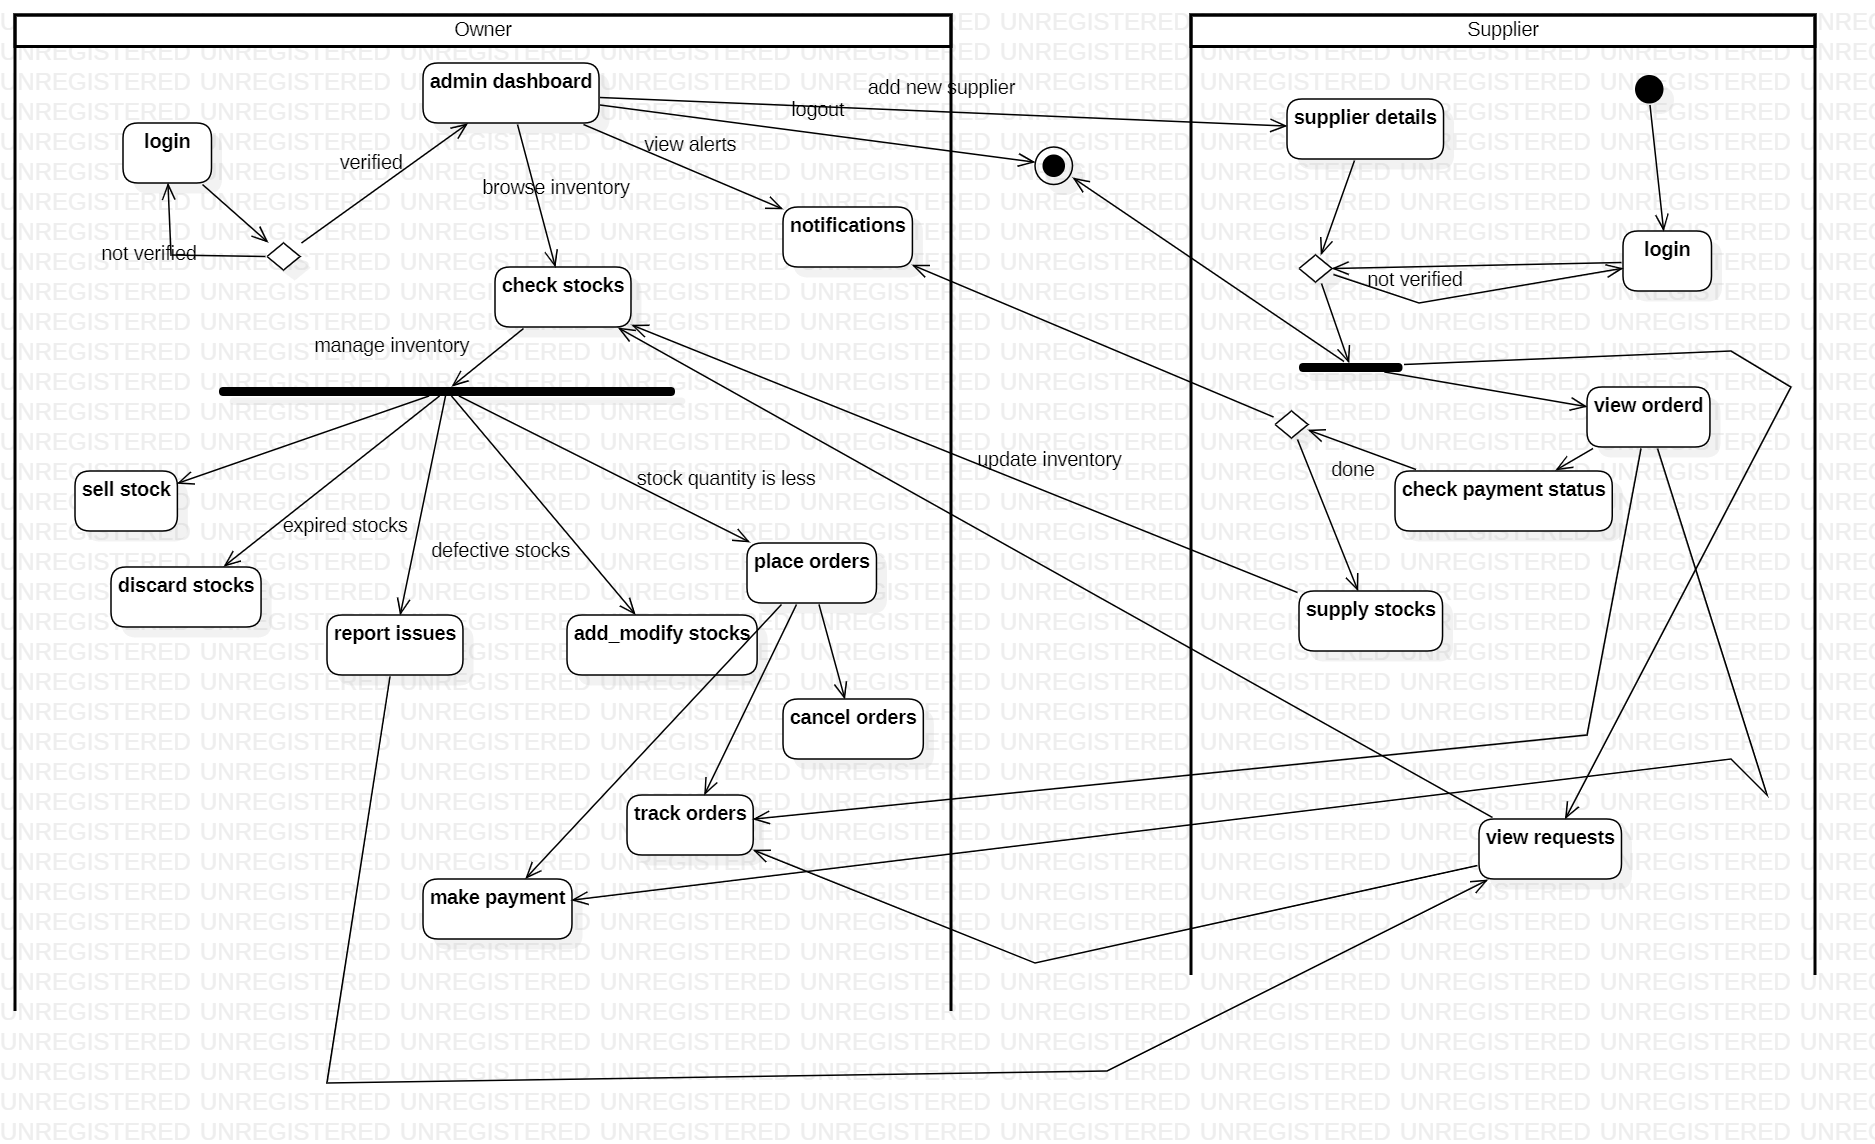 Owner
Supplier
admin dashboard
add new supplier
logout
supplier details
login
verified
view alerts
browse inventory
notifications
login
not verified
check stocks
not verified
manage inventory
view orderd
update inventory
done
check payment status
sell stock
stock quantity is less
expired stocks
defective stocks
place orders
discard stocks
report issues
add_modify stocks
supply stocks
cancel orders
track orders
view requests
make payment
UNREGISTERED